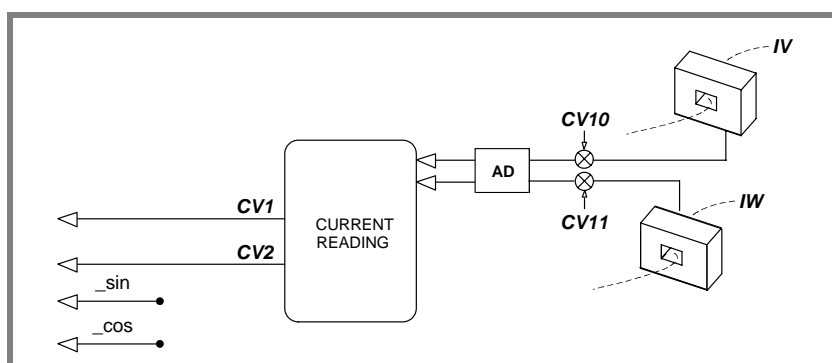 IV
CV10
AD
CV11
IW
CURRENT
READING
CV1
CV2
_sin
_cos